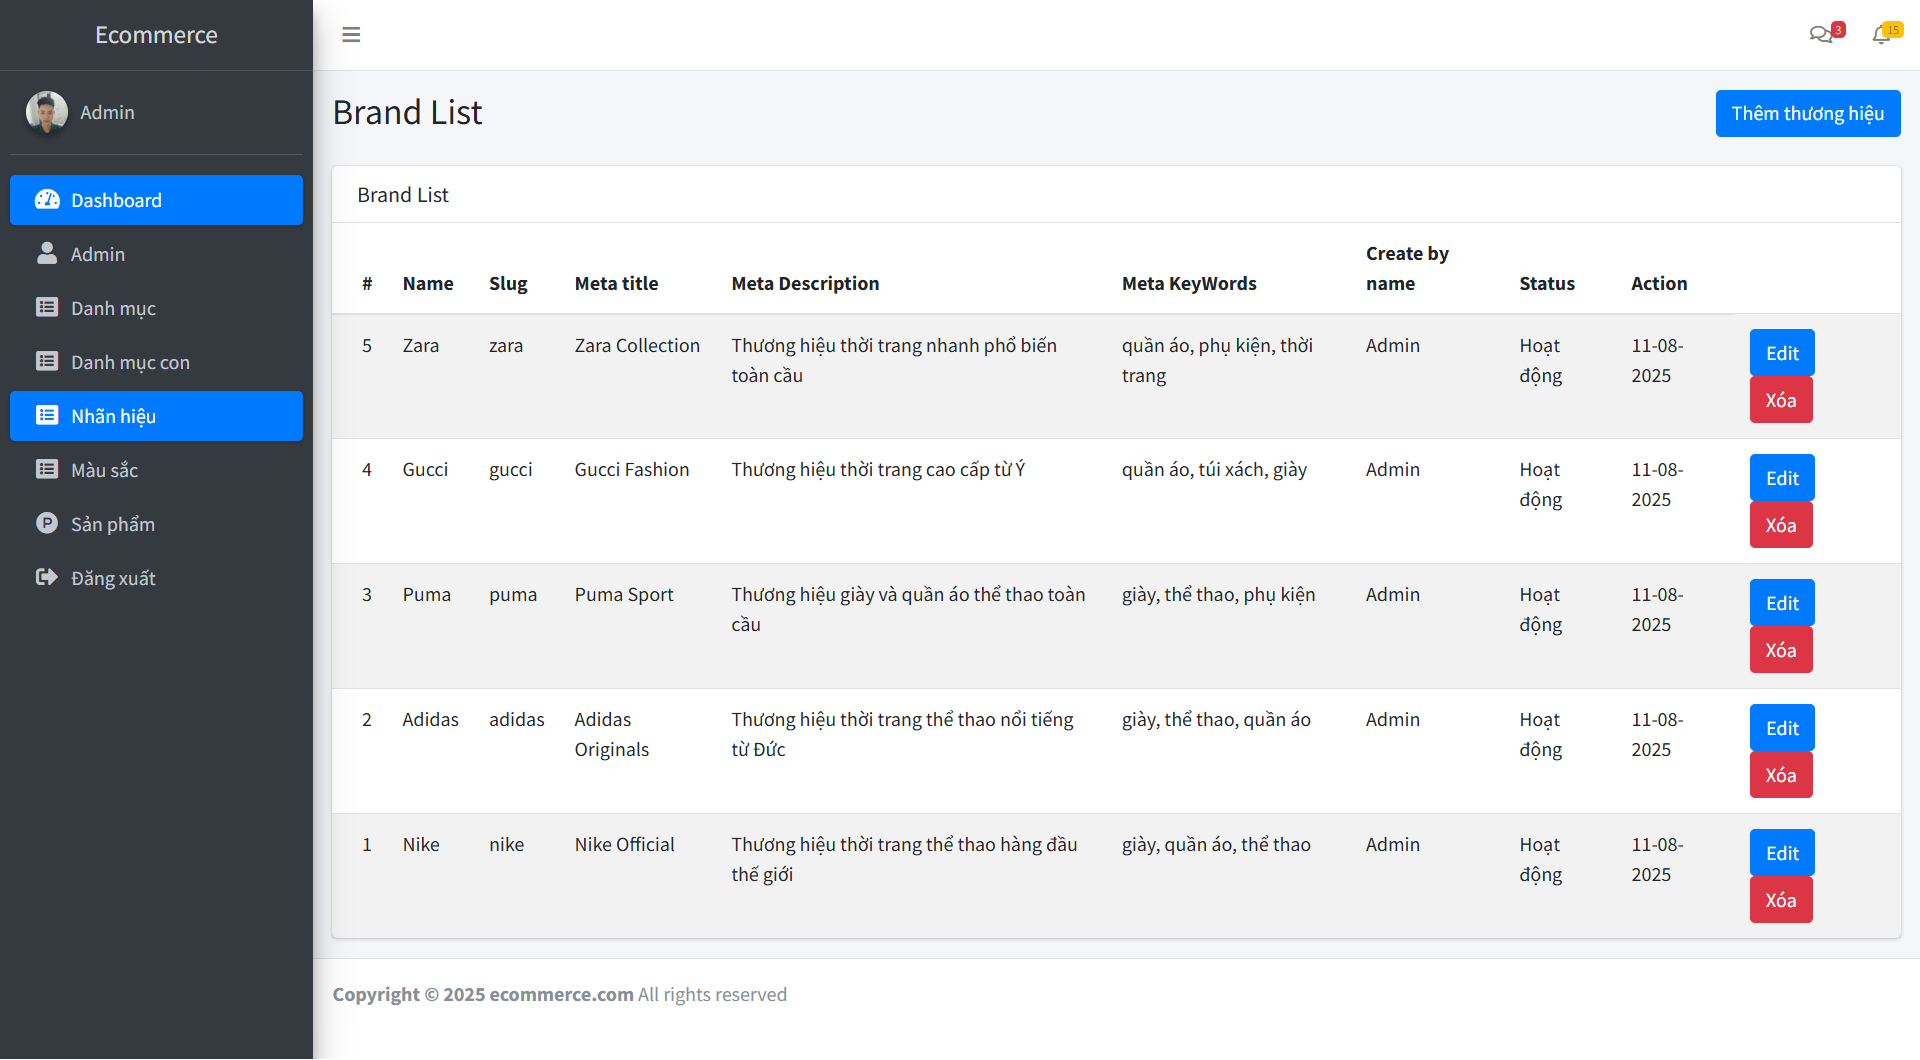 Ecommerce
3
15
Admin
Dashboard
Admin
Danh mục
Danh mục con
Nhãn hiệu
Màu sắc
Sản phẩm
Đăng xuất
Brand List
Thêm thương hiệu
Brand List
# Name Slug Meta title Meta Description Meta KeyWords Create by name Status Action
5 Zara zara Zara Collection Thương hiệu thời trang nhanh phổ biến quần áo, phụ kiện, thời Admin Hoạt 11-08- Edit
toàn cầu trang động 2025
Xóa
4 Gucci gucci Gucci Fashion Thương hiệu thời trang cao cấp từ Ý quần áo, túi xách, giày Admin Hoạt 11-08- Edit
động 2025
Xóa
3 Puma puma Puma Sport Thương hiệu giày và quần áo thể thao toàn giày, thể thao, phụ kiện Admin Hoạt 11-08- Edit
cầu động 2025
Xóa
2 Adidas adidas Adidas Thương hiệu thời trang thể thao nổi tiếng giày, thể thao, quần áo Admin Hoạt 11-08- Edit
Originals từ Đức động 2025
Xóa
1 Nike nike Nike Official Thương hiệu thời trang thể thao hàng đầu giày, quần áo, thể thao Admin Hoạt 11-08- Edit
thế giới động 2025
Xóa
Copyright © 2025 ecommerce.com All rights reserved